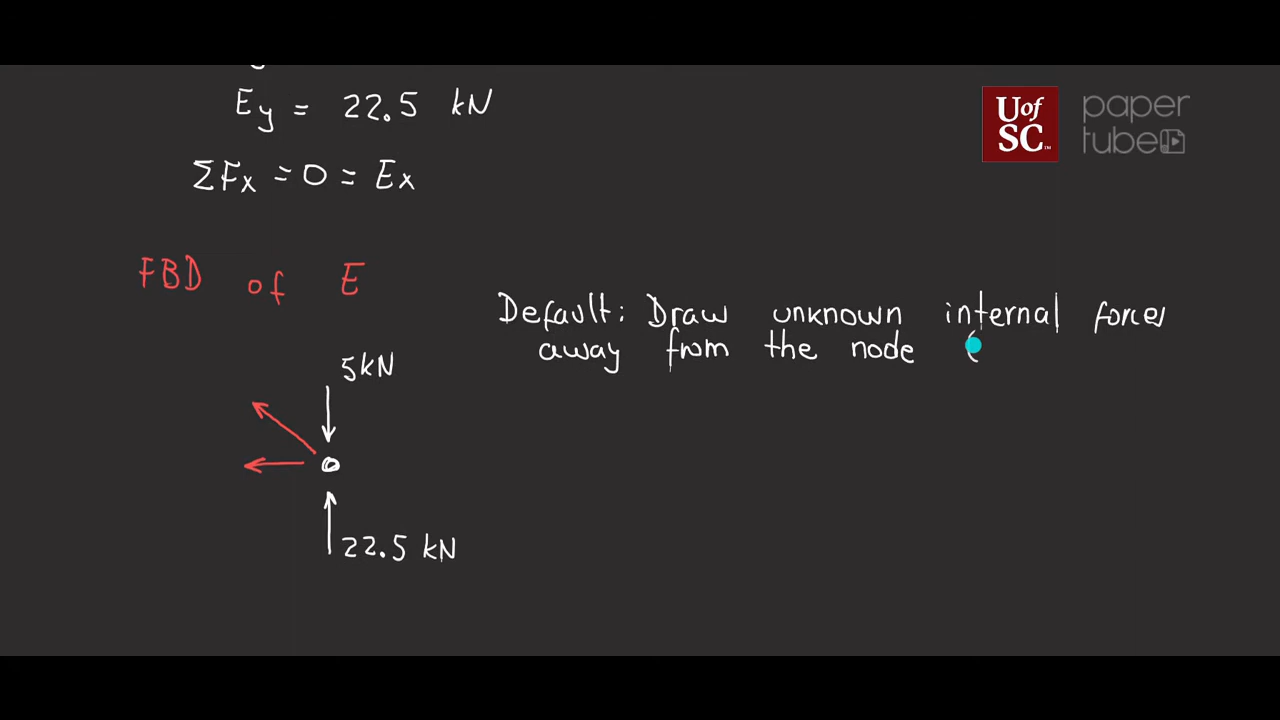 Ey = 22.5 kN
UofSC™
paper
tube
ΣFx = 0 = Ex
FBD of E
Default: Draw unknown internal forces
away from the node (
5kN
22.5 kN